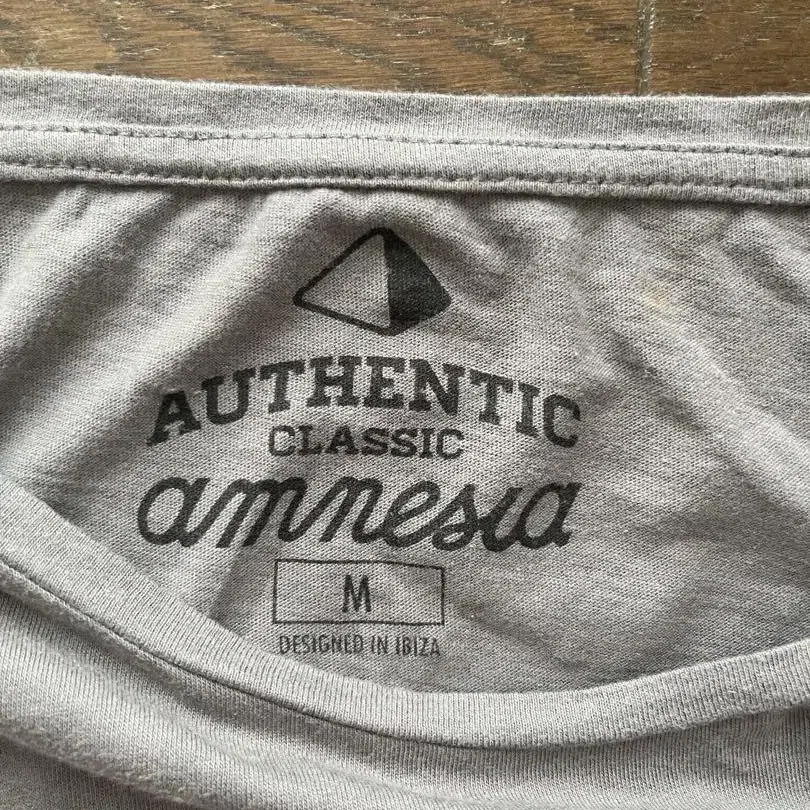 AUTHENTIC
CLASSIC
amnesia
M
DESIGNED IN IBIZA